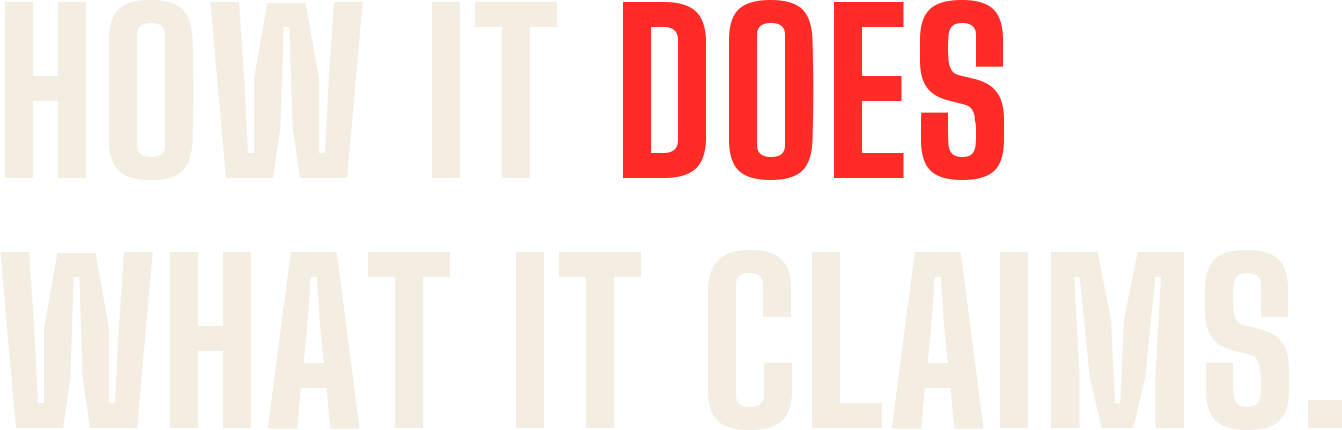 HOW IT DOES
WHAT IT CLAIMS.